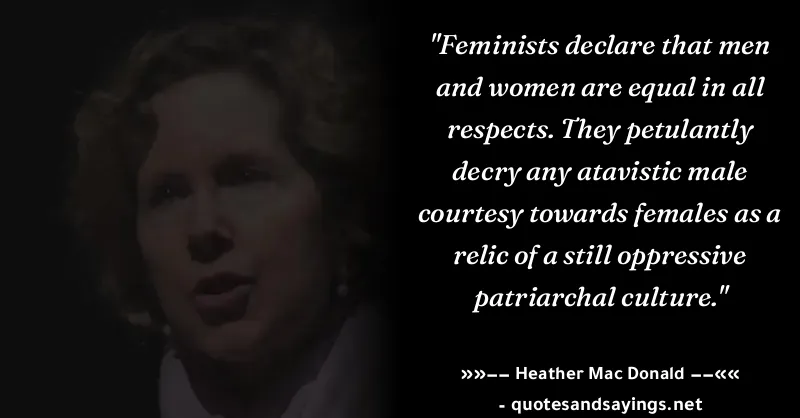 "Feminists declare that men
and women are equal in all
respects. They petulantly
decry any atavistic male
courtesy towards females as a
relic of a still oppressive
patriarchal culture."
»»–– Heather Mac Donald ––««
- quotesandsayings.net